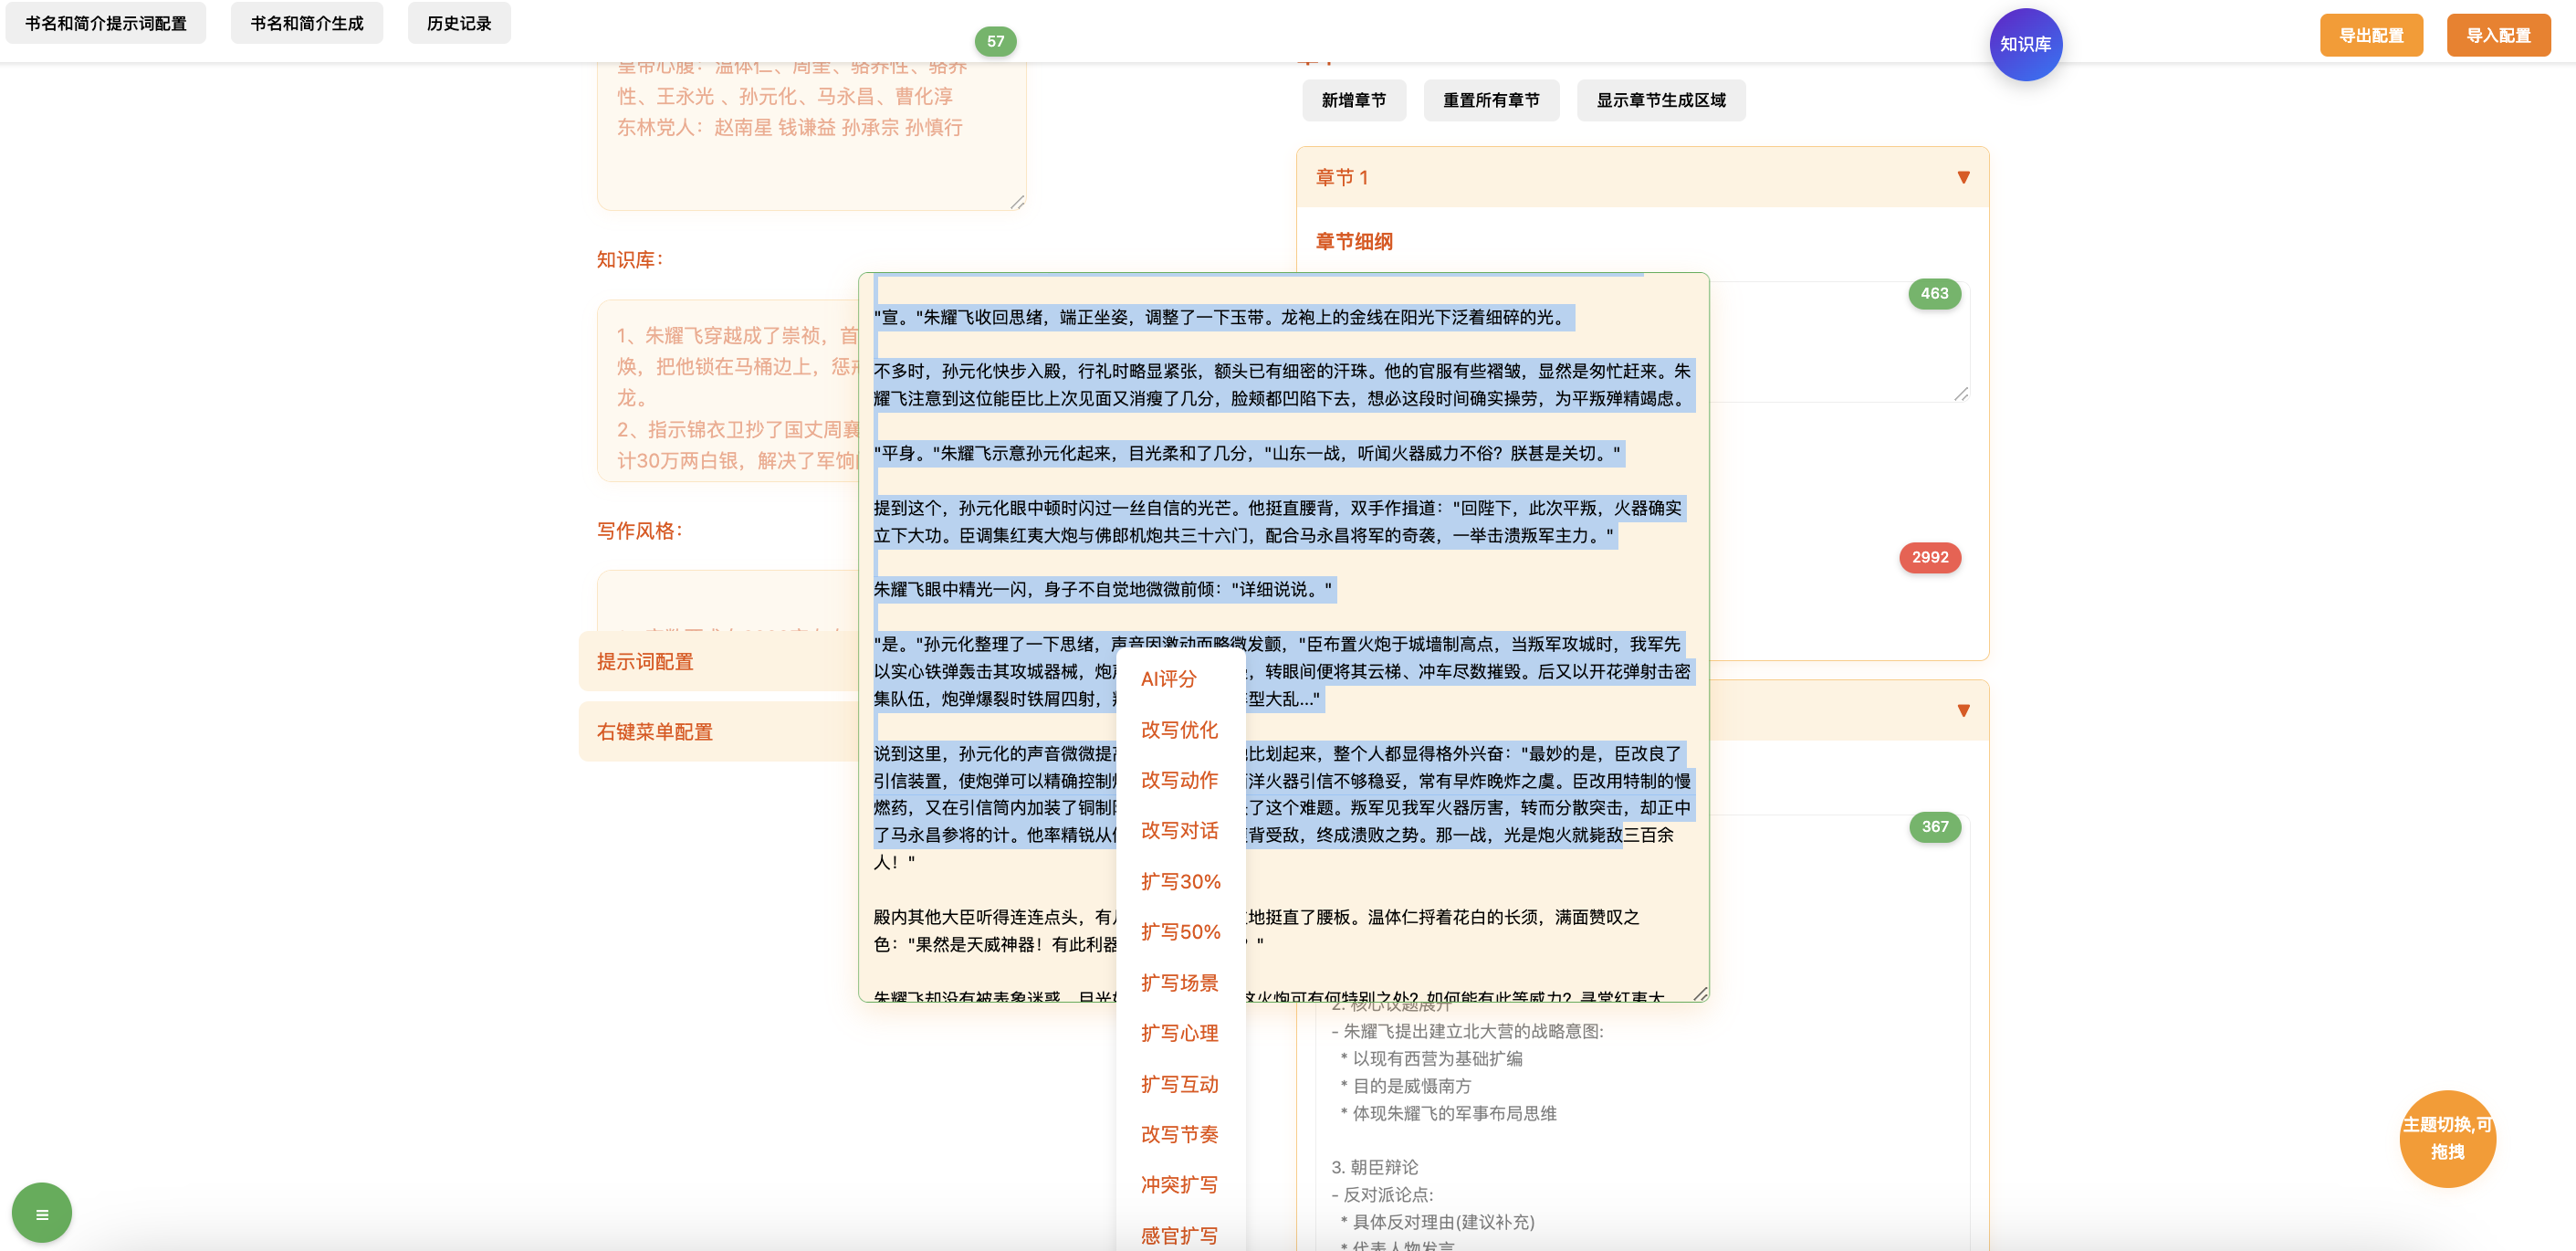 书名和简介提示词配置
书名和简介生成
历史记录
57
知识库
导出配置
导入配置
皇帝心腹：温体仁、周奎、骆养性、骆养
性、王永光 、孙元化、马永昌、曹化淳
东林党人：赵南星 钱谦益 孙承宗 孙慎行
知识库：
1、朱耀飞穿越成了崇祯，首
焕，把他锁在马桶边上，惩
龙。
2、指示锦衣卫抄了国丈周襄
计30万两白银，解决了军饷
写作风格：
提示词配置
右键菜单配置
新增章节
重置所有章节
显示章节生成区域
章节 1
▼
章节细纲
463
2992
"宣。"朱耀飞收回思绪，端正坐姿，调整了一下玉带。龙袍上的金线在阳光下泛着细碎的光。
不多时，孙元化快步入殿，行礼时略显紧张，额头已有细密的汗珠。他的官服有些褶皱，显然是匆忙赶来。朱
耀飞注意到这位能臣比上次见面又消瘦了几分，脸颊都凹陷下去，想必这段时间确实操劳，为平叛殚精竭虑。
"平身。"朱耀飞示意孙元化起来，目光柔和了几分，"山东一战，听闻火器威力不俗？朕甚是关切。"
提到这个，孙元化眼中顿时闪过一丝自信的光芒。他挺直腰背，双手作揖道："回陛下，此次平叛，火器确实
立下大功。臣调集红夷大炮与佛郎机炮共三十六门，配合马永昌将军的奇袭，一举击溃叛军主力。"
朱耀飞眼中精光一闪，身子不自觉地微微前倾："详细说说。"
"是。"孙元化整理了一下思绪，声音因激动而略微发颤，"臣布置火炮于城墙制高点，当叛军攻城时，我军先
以实心铁弹轰击其攻城器械，炮 ，转眼间便将其云梯、冲车尽数摧毁。后又以开花弹射击密
集队伍，炮弹爆裂时铁屑四射， 型大乱..."
说到这里，孙元化的声音微微提 比划起来，整个人都显得格外兴奋："最妙的是，臣改良了
引信装置，使炮弹可以精确控制 洋火器引信不够稳妥，常有早炸晚炸之虞。臣改用特制的慢
燃药，又在引信筒内加装了铜制 了这个难题。叛军见我军火器厉害，转而分散突击，却正中
了马永昌参将的计。他率精锐从 背受敌，终成溃败之势。那一战，光是炮火就毙敌三百余
人！"
殿内其他大臣听得连连点头，有 地挺直了腰板。温体仁捋着花白的长须，满面赞叹之
色："果然是天威神器！有此利器 ？"
朱耀飞却没有被表象迷惑，目光 这火炮可有何特别之处？如何能有此等威力？寻常红夷大
AI评分
改写优化
改写动作
改写对话
扩写30%
扩写50%
扩写场景
扩写心理
扩写互动
改写节奏
冲突扩写
感官扩写
▼
367
2. 核心议题展开
- 朱耀飞提出建立北大营的战略意图:
* 以现有西营为基础扩编
* 目的是威慑南方
* 体现朱耀飞的军事布局思维
3. 朝臣辩论
- 反对派论点:
* 具体反对理由(建议补充)
* 代表人物发言
主题切换,可
拖拽
≡